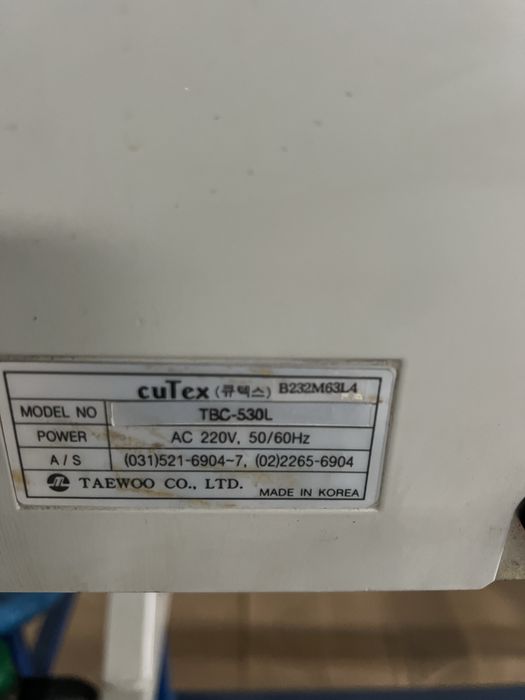 cuTex (큐텍스) B232M63L4
MODEL NO TBC-530L
POWER AC 220V, 50/60Hz
A / S (031)521-6904~7, (02)2265-6904
TAEWOO CO., LTD. MADE IN KOREA